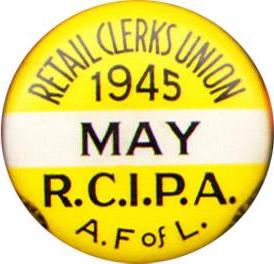 RETAIL CLERKS UNION
1945
MAY
R.C.I.P.A.
A.F of L.